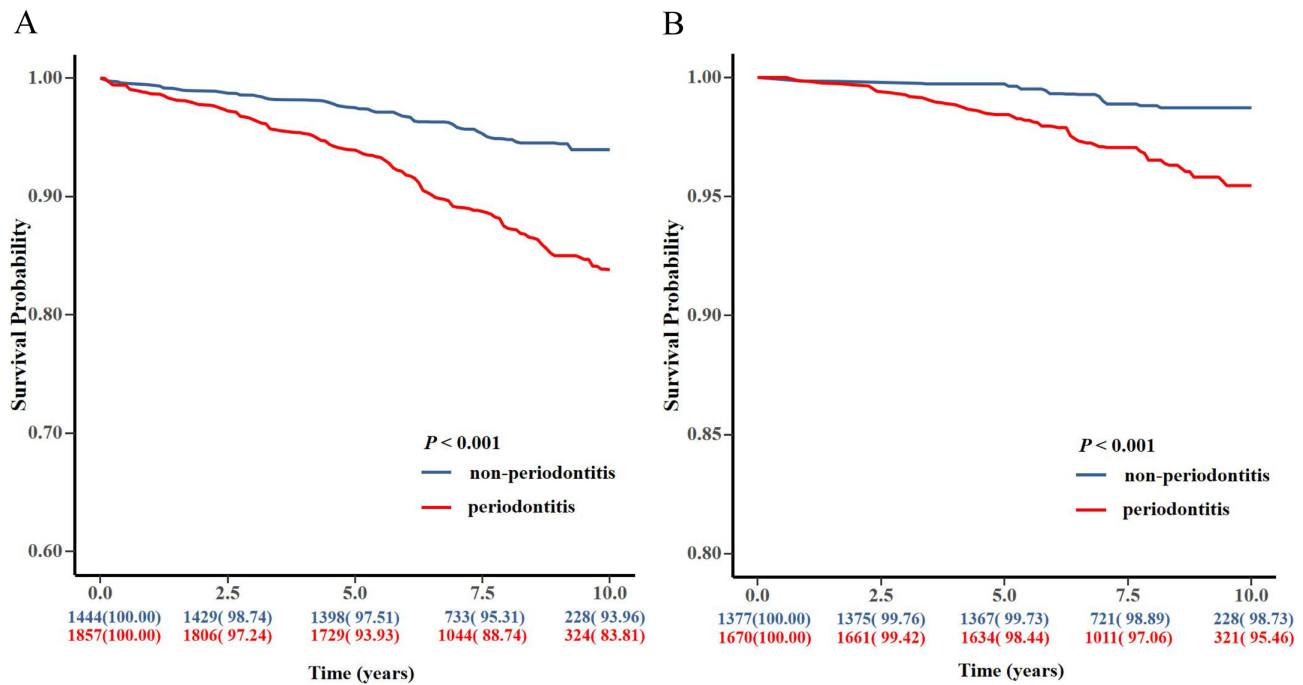 A
Survival Probability
1.00
0.90
0.80
0.70
0.60
P < 0.001
non-periodontitis
periodontitis
0.0 2.5 5.0 7.5 10.0
1444(100.00) 1429( 98.74) 1398( 97.51) 733( 95.31) 228( 93.96)
1857(100.00) 1806( 97.24) 1729( 93.93) 1044( 88.74) 324( 83.81)
Time (years)
B
Survival Probability
1.00
0.95
0.90
0.85
0.80
P < 0.001
non-periodontitis
periodontitis
0.0 2.5 5.0 7.5 10.0
1377(100.00) 1375( 99.76) 1367( 99.73) 721( 98.89) 228( 98.73)
1670(100.00) 1661( 99.42) 1634( 98.44) 1011( 97.06) 321( 95.46)
Time (years)